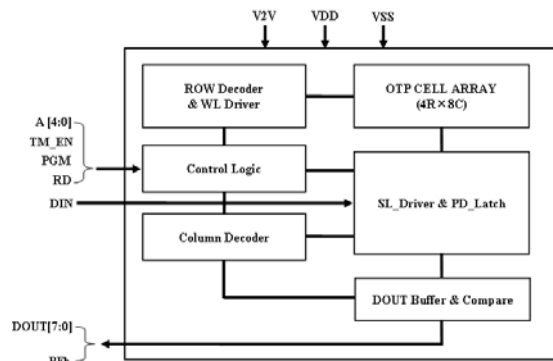 V2V VDD VSS
ROW Decoder
& WL Driver
OTP CELL ARRAY
(4R×8C)
A [4:0]
TM_EN
PGM
RD
Control Logic
DIN
SL_Driver & PD_Latch
Column Decoder
DOUT Buffer & Compare
DOUT[7:0]